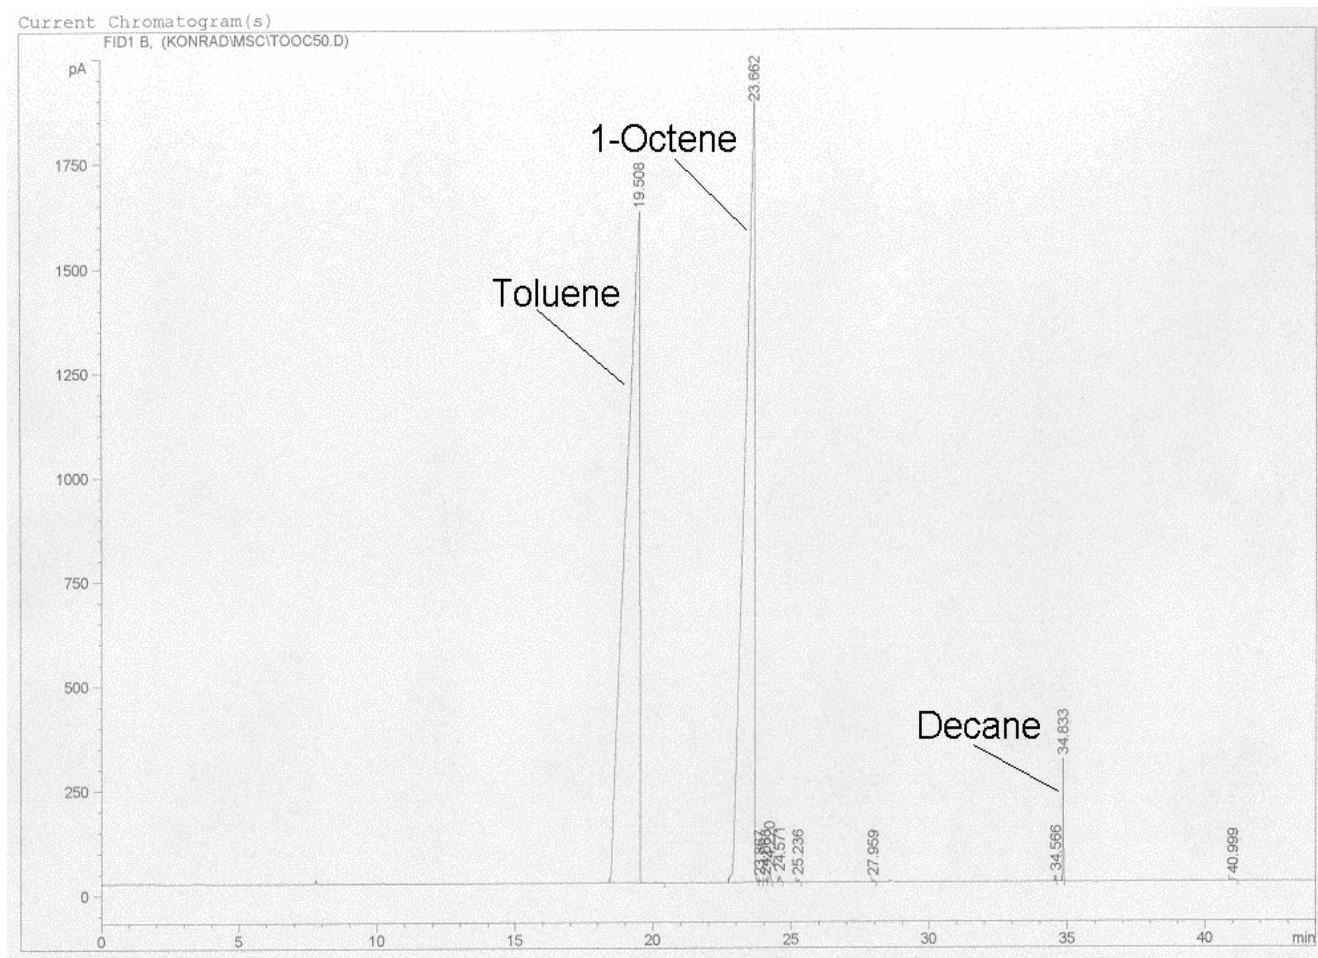 Current Chromatogram(s)
FID1 B, (KONRAD\MSC\TOOC50.D)
pA
23.662
1-Octene
1750
19.508
1500
Toluene
1250
1000
750
500
Decane
34.833
250
24.571
25.236
27.959
34.566
40.999
0
0 5 10 15 20 25 30 35 40 min